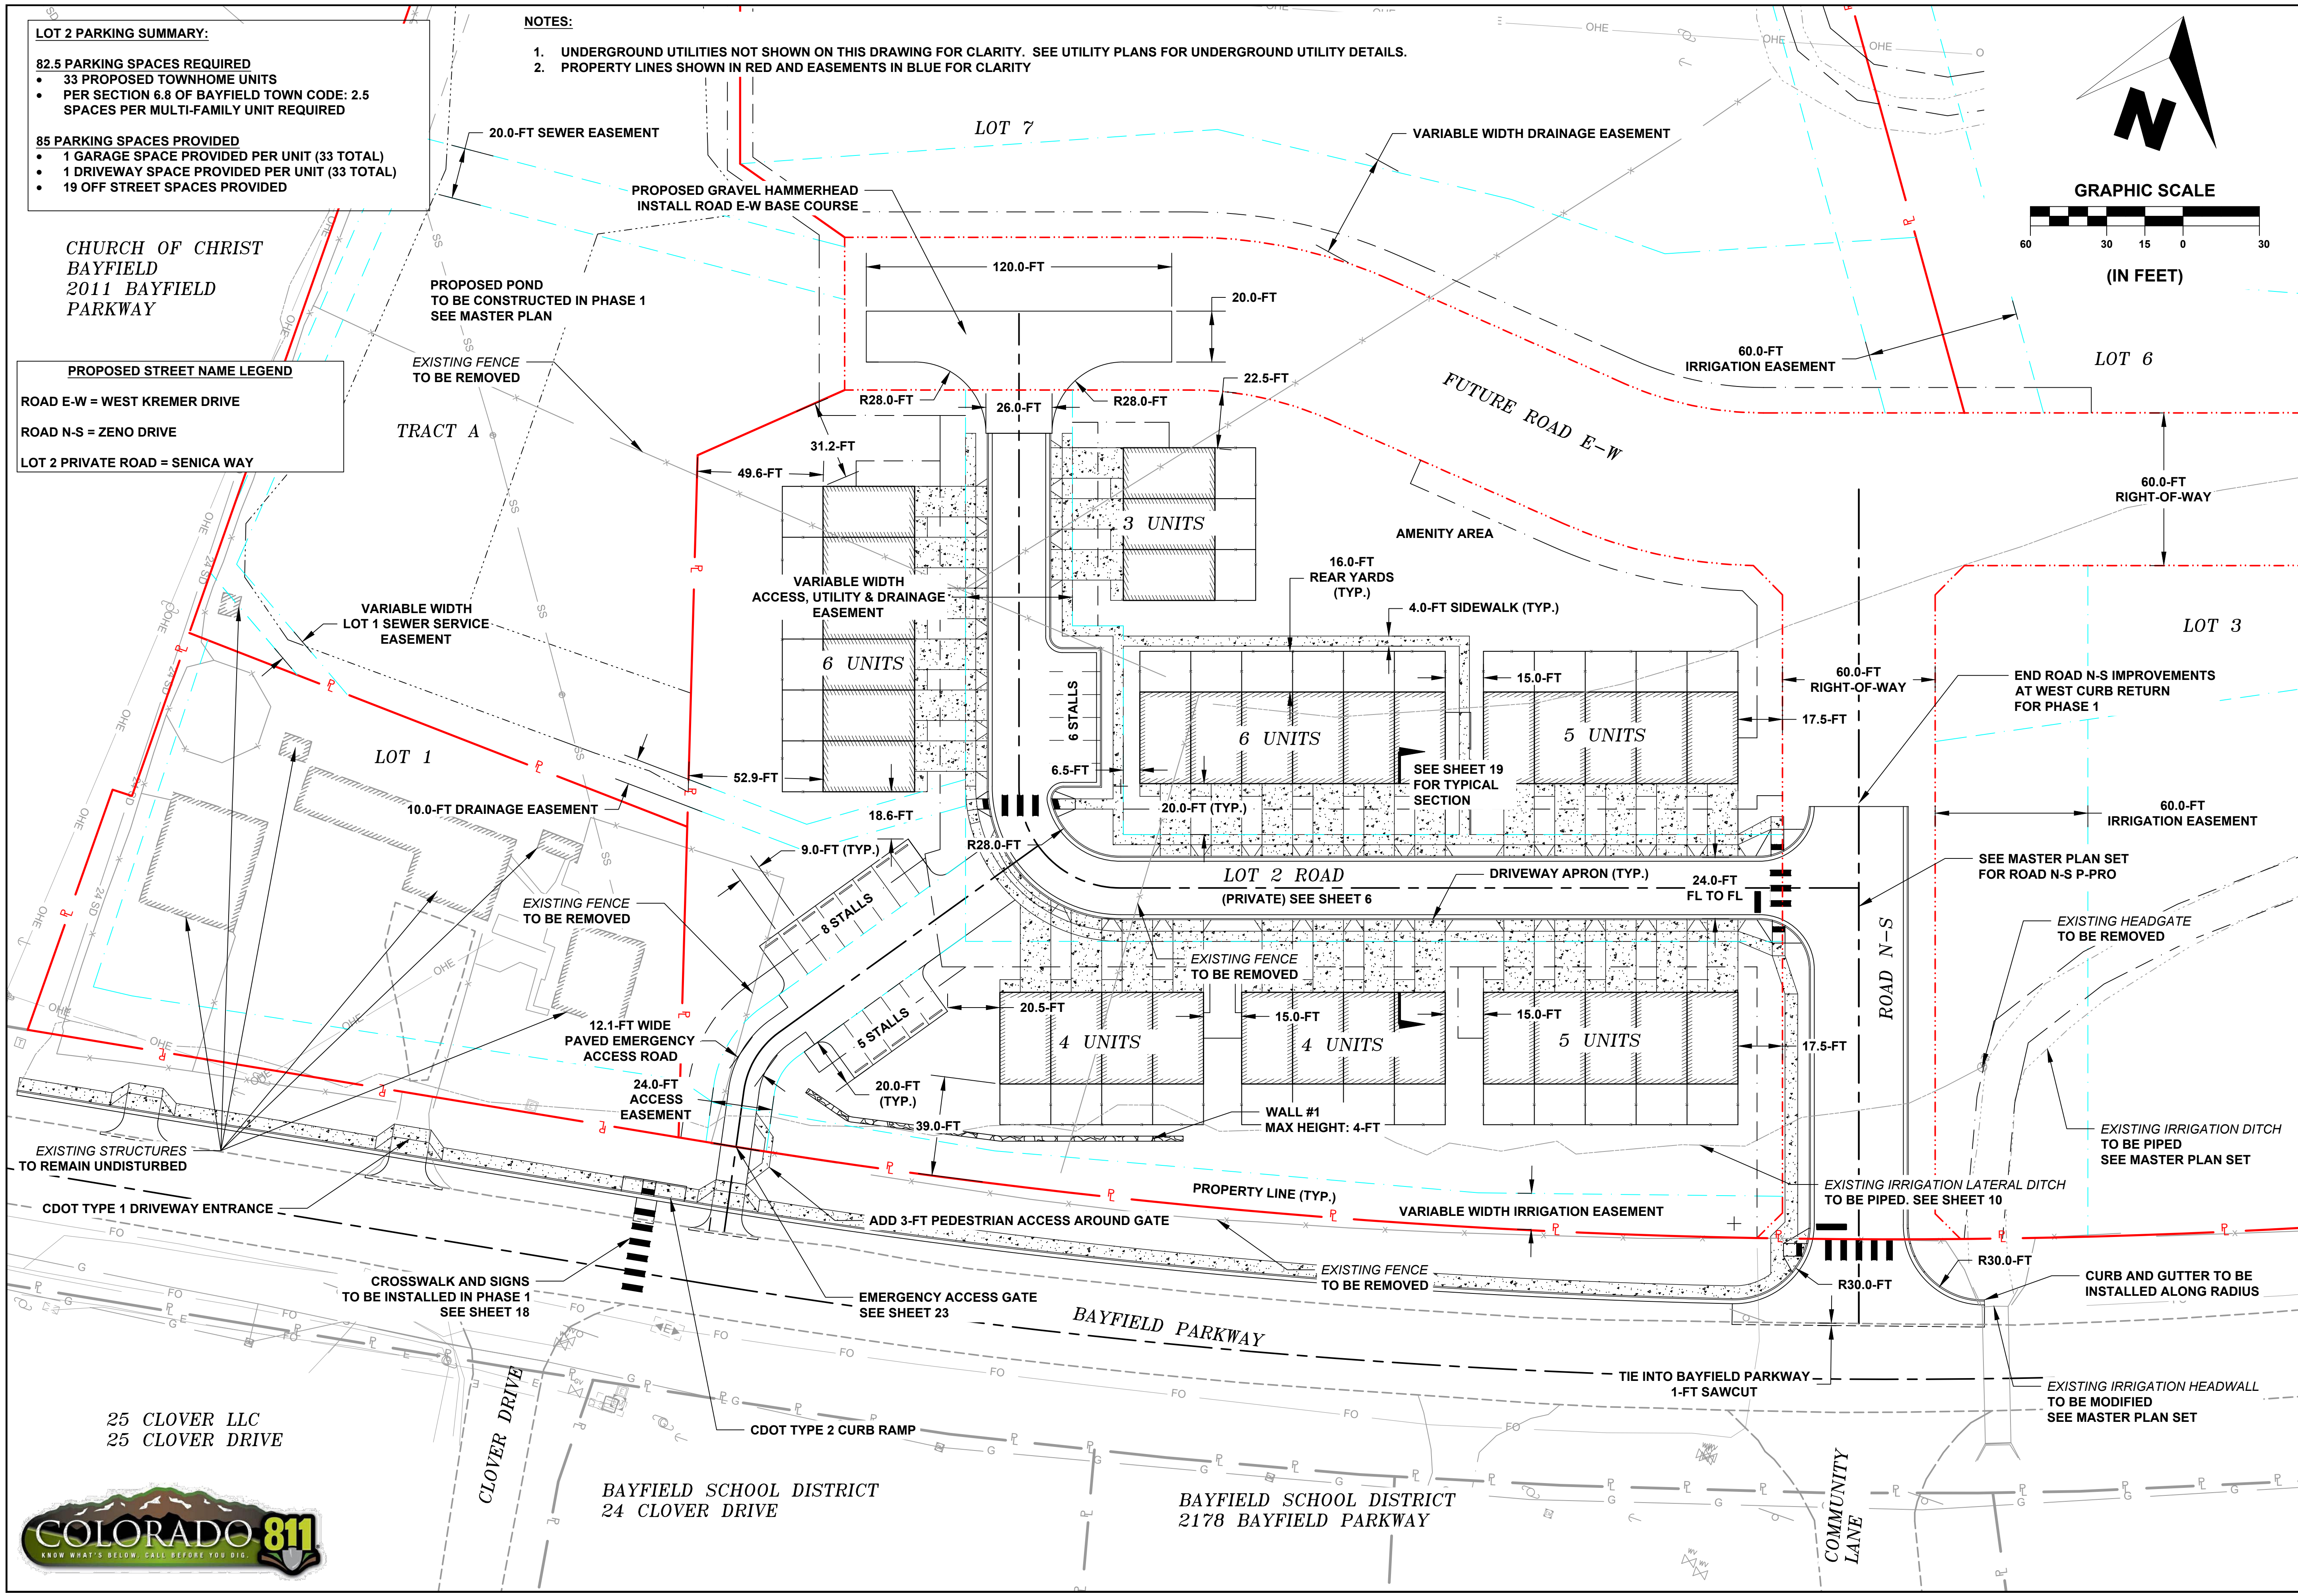 LOT 2 PARKING SUMMARY:
82.5 PARKING SPACES REQUIRED
• 33 PROPOSED TOWNHOME UNITS
• PER SECTION 6.8 OF BAYFIELD TOWN CODE: 2.5
SPACES PER MULTI-FAMILY UNIT REQUIRED
85 PARKING SPACES PROVIDED
• 1 GARAGE SPACE PROVIDED PER UNIT (33 TOTAL)
• 1 DRIVEWAY SPACE PROVIDED PER UNIT (33 TOTAL)
• 19 OFF STREET SPACES PROVIDED
NOTES:
1. UNDERGROUND UTILITIES NOT SHOWN ON THIS DRAWING FOR CLARITY. SEE UTILITY PLANS FOR UNDERGROUND UTILITY DETAILS.
2. PROPERTY LINES SHOWN IN RED AND EASEMENTS IN BLUE FOR CLARITY
N
GRAPHIC SCALE
60 30 15 0 30
(IN FEET)
20.0-FT SEWER EASEMENT
LOT 7
VARIABLE WIDTH DRAINAGE EASEMENT
PROPOSED GRAVEL HAMMERHEAD
INSTALL ROAD E-W BASE COURSE
CHURCH OF CHRIST
BAYFIELD
2011 BAYFIELD
PARKWAY
PROPOSED POND
TO BE CONSTRUCTED IN PHASE 1
SEE MASTER PLAN
120.0-FT
20.0-FT
60.0-FT
IRRIGATION EASEMENT
LOT 6
PROPOSED STREET NAME LEGEND
ROAD E-W = WEST KREMER DRIVE
ROAD N-S = ZENO DRIVE
LOT 2 PRIVATE ROAD = SENICA WAY
EXISTING FENCE
TO BE REMOVED
TRACT A
R28.0-FT
26.0-FT
R28.0-FT
22.5-FT
FUTURE ROAD E-W
31.2-FT
49.6-FT
60.0-FT
RIGHT-OF-WAY
3 UNITS
AMENITY AREA
VARIABLE WIDTH
ACCESS, UTILITY & DRAINAGE
EASEMENT
16.0-FT
REAR YARDS
(TYP.)
4.0-FT SIDEWALK (TYP.)
VARIABLE WIDTH
LOT 1 SEWER SERVICE
EASEMENT
LOT 3
6 UNITS
6 STALLS
15.0-FT
60.0-FT
RIGHT-OF-WAY
END ROAD N-S IMPROVEMENTS
AT WEST CURB RETURN
FOR PHASE 1
17.5-FT
LOT 1
6 UNITS
5 UNITS
52.9-FT
6.5-FT
SEE SHEET 19
FOR TYPICAL
SECTION
10.0-FT DRAINAGE EASEMENT
18.6-FT
20.0-FT (TYP.)
60.0-FT
IRRIGATION EASEMENT
9.0-FT (TYP.)
R28.0-FT
SEE MASTER PLAN SET
FOR ROAD N-S P-PRO
LOT 2 ROAD
(PRIVATE) SEE SHEET 6
DRIVEWAY APRON (TYP.)
24.0-FT
FL TO FL
EXISTING FENCE
TO BE REMOVED
8 STALLS
ROAD N-S
EXISTING HEADGATE
TO BE REMOVED
EXISTING FENCE
TO BE REMOVED
20.5-FT
15.0-FT
15.0-FT
5 STALLS
12.1-FT WIDE
PAVED EMERGENCY
ACCESS ROAD
4 UNITS
4 UNITS
5 UNITS
17.5-FT
24.0-FT
ACCESS
EASEMENT
20.0-FT
(TYP.)
39.0-FT
WALL #1
MAX HEIGHT: 4-FT
EXISTING IRRIGATION DITCH
TO BE PIPED
SEE MASTER PLAN SET
EXISTING STRUCTURES
TO REMAIN UNDISTURBED
EXISTING IRRIGATION LATERAL DITCH
TO BE PIPED. SEE SHEET 10
PROPERTY LINE (TYP.)
VARIABLE WIDTH IRRIGATION EASEMENT
CDOT TYPE 1 DRIVEWAY ENTRANCE
ADD 3-FT PEDESTRIAN ACCESS AROUND GATE
CROSSWALK AND SIGNS
TO BE INSTALLED IN PHASE 1
SEE SHEET 18
EMERGENCY ACCESS GATE
SEE SHEET 23
EXISTING FENCE
TO BE REMOVED
R30.0-FT
R30.0-FT
CURB AND GUTTER TO BE
INSTALLED ALONG RADIUS
BAYFIELD PARKWAY
TIE INTO BAYFIELD PARKWAY
1-FT SAWCUT
EXISTING IRRIGATION HEADWALL
TO BE MODIFIED
SEE MASTER PLAN SET
25 CLOVER LLC
25 CLOVER DRIVE
CLOVER DRIVE
CDOT TYPE 2 CURB RAMP
BAYFIELD SCHOOL DISTRICT
24 CLOVER DRIVE
BAYFIELD SCHOOL DISTRICT
2178 BAYFIELD PARKWAY
COMMUNITY
LANE
COLORADO 811
KNOW WHAT'S BELOW. CALL BEFORE YOU DIG.